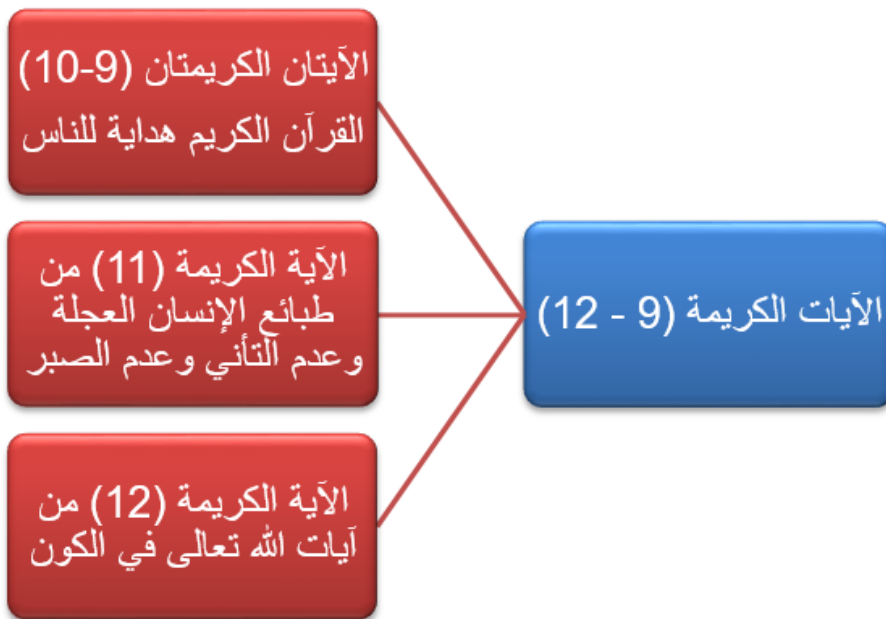 الآيات الكريمة (9 - 12)
الآيتان الكريمتان (9-10)
القرآن الكريم هداية للناس
الآية الكريمة (11) من
طبائع الإنسان العجلة
وعدم التأني وعدم الصبر
الآية الكريمة (12) من
آيات الله تعالى في الكون